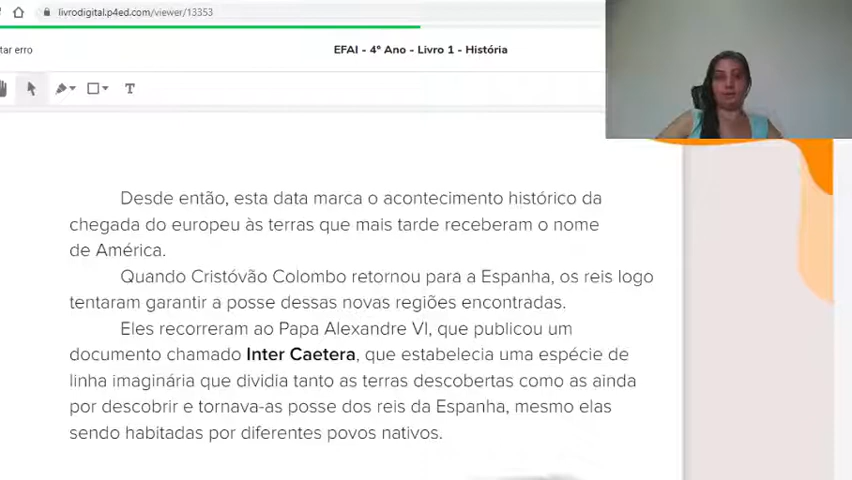 livrodigital.p4ed.com/viewer/13353
tar erro
EFAI - 4º Ano - Livro 1 - História
T
Desde então, esta data marca o acontecimento histórico da
chegada do europeu às terras que mais tarde receberam o nome
de América.
Quando Cristóvão Colombo retornou para a Espanha, os reis logo
tentaram garantir a posse dessas novas regiões encontradas.
Eles recorreram ao Papa Alexandre VI, que publicou um
documento chamado Inter Caetera, que estabelecia uma espécie de
linha imaginária que dividia tanto as terras descobertas como as ainda
por descobrir e tornava-as posse dos reis da Espanha, mesmo elas
sendo habitadas por diferentes povos nativos.